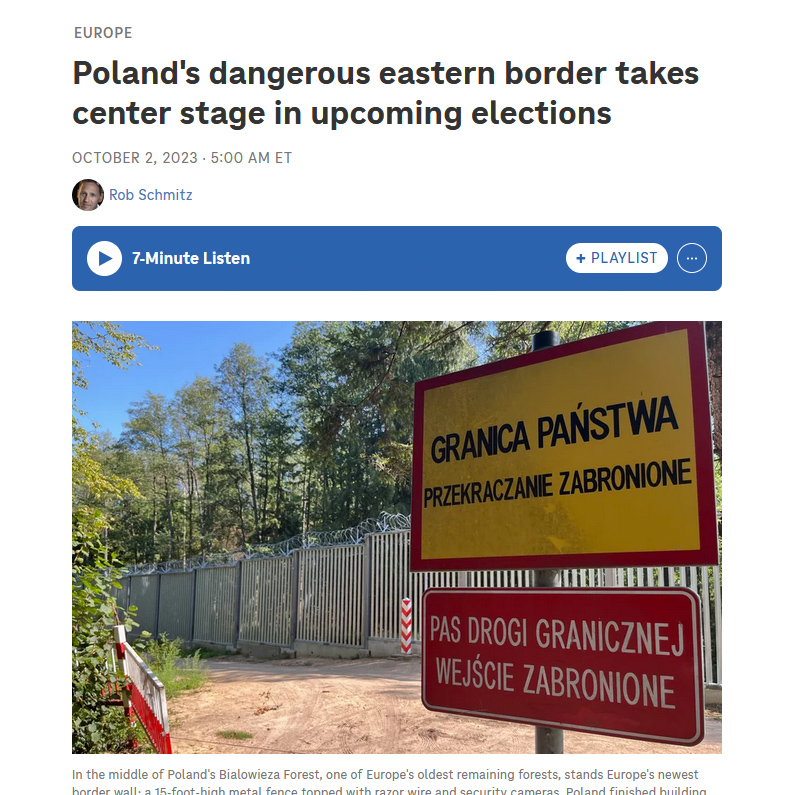 EUROPE
Poland's dangerous eastern border takes
center stage in upcoming elections
OCTOBER 2, 2023 · 5:00 AM ET
Rob Schmitz
7-Minute Listen
+ PLAYLIST
GRANICA PAŃSTWA
PRZEKRACZANIE ZABRONIONE
PAS DROGI GRANICZNEJ
WEJŚCIE ZABRONIONE
In the middle of Poland's Bialowieza Forest, one of Europe's oldest remaining forests, stands Europe's newest
border wall: a 15-foot-high metal fence topped with razor wire and security cameras. Poland finished building